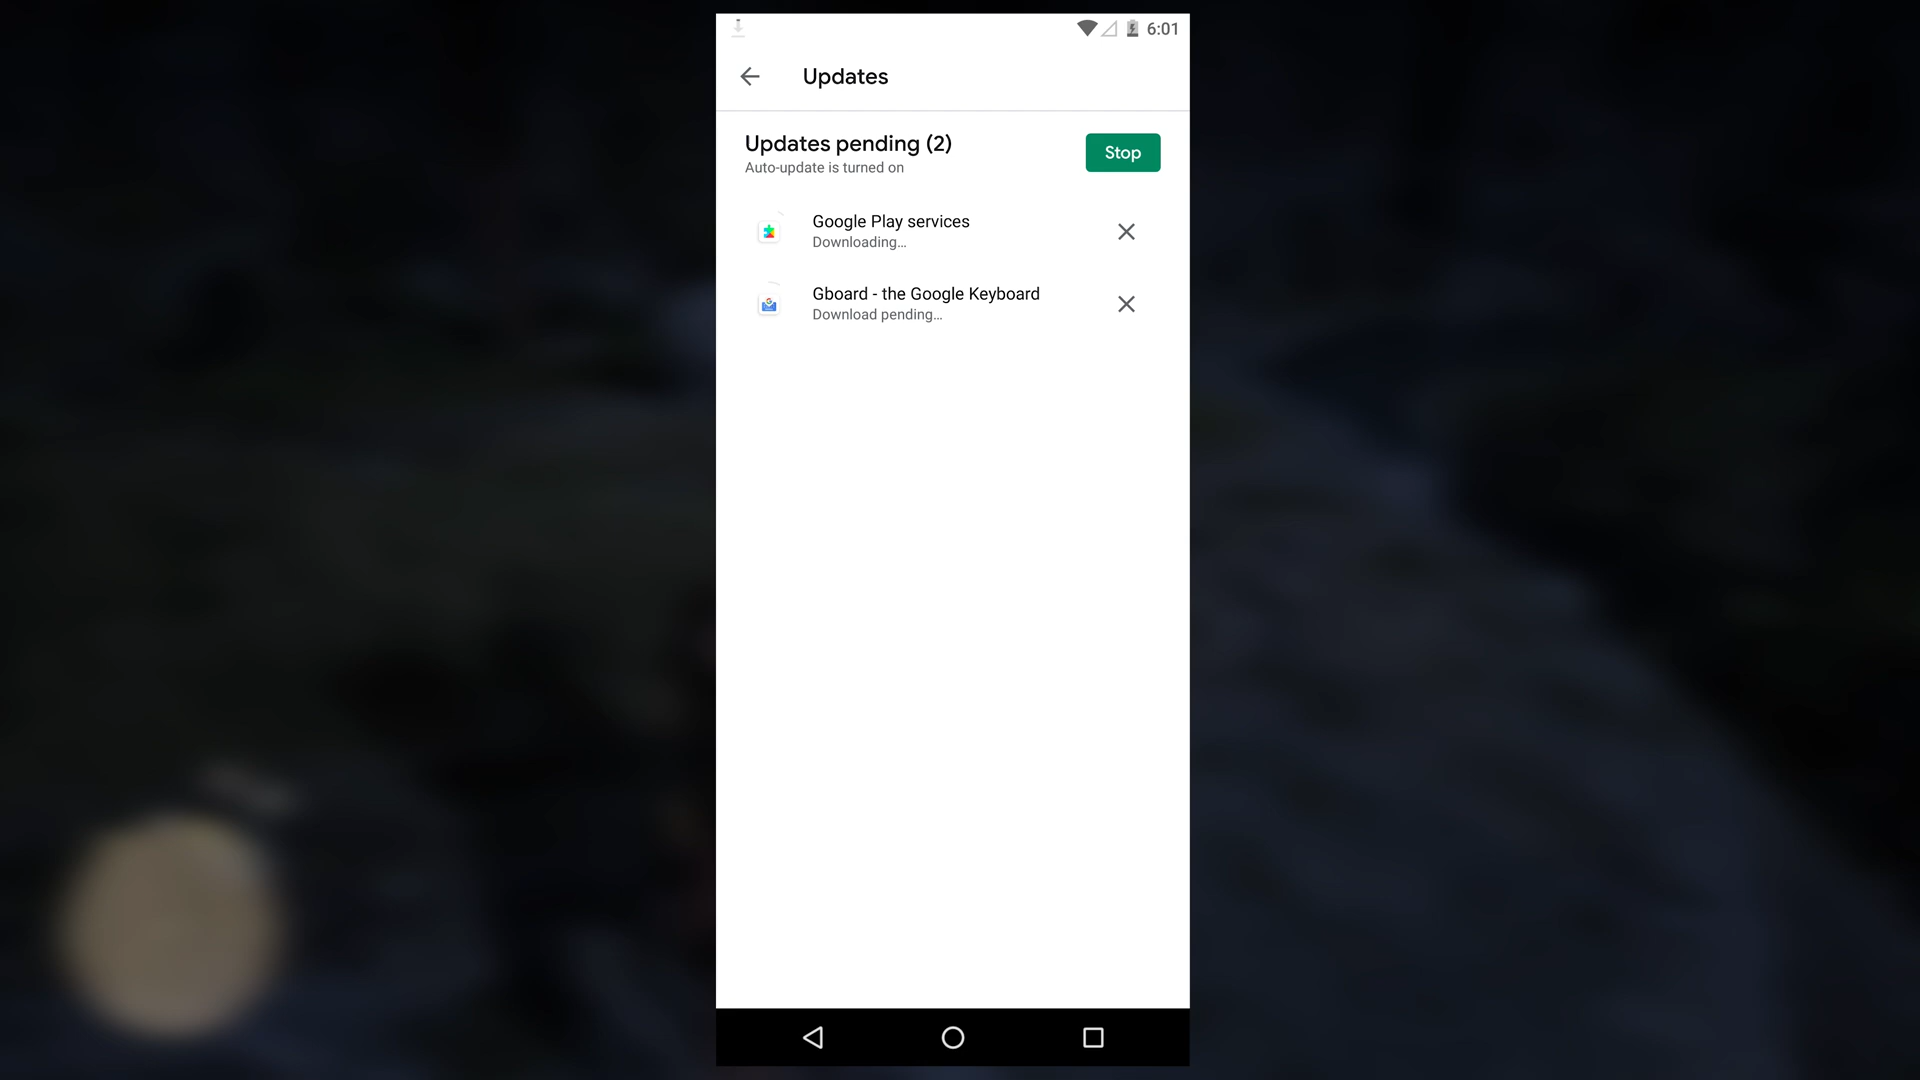 6:01
Updates
Updates pending (2)
Auto-update is turned on
Stop
Google Play services
Downloading...
Gboard - the Google Keyboard
Download pending...